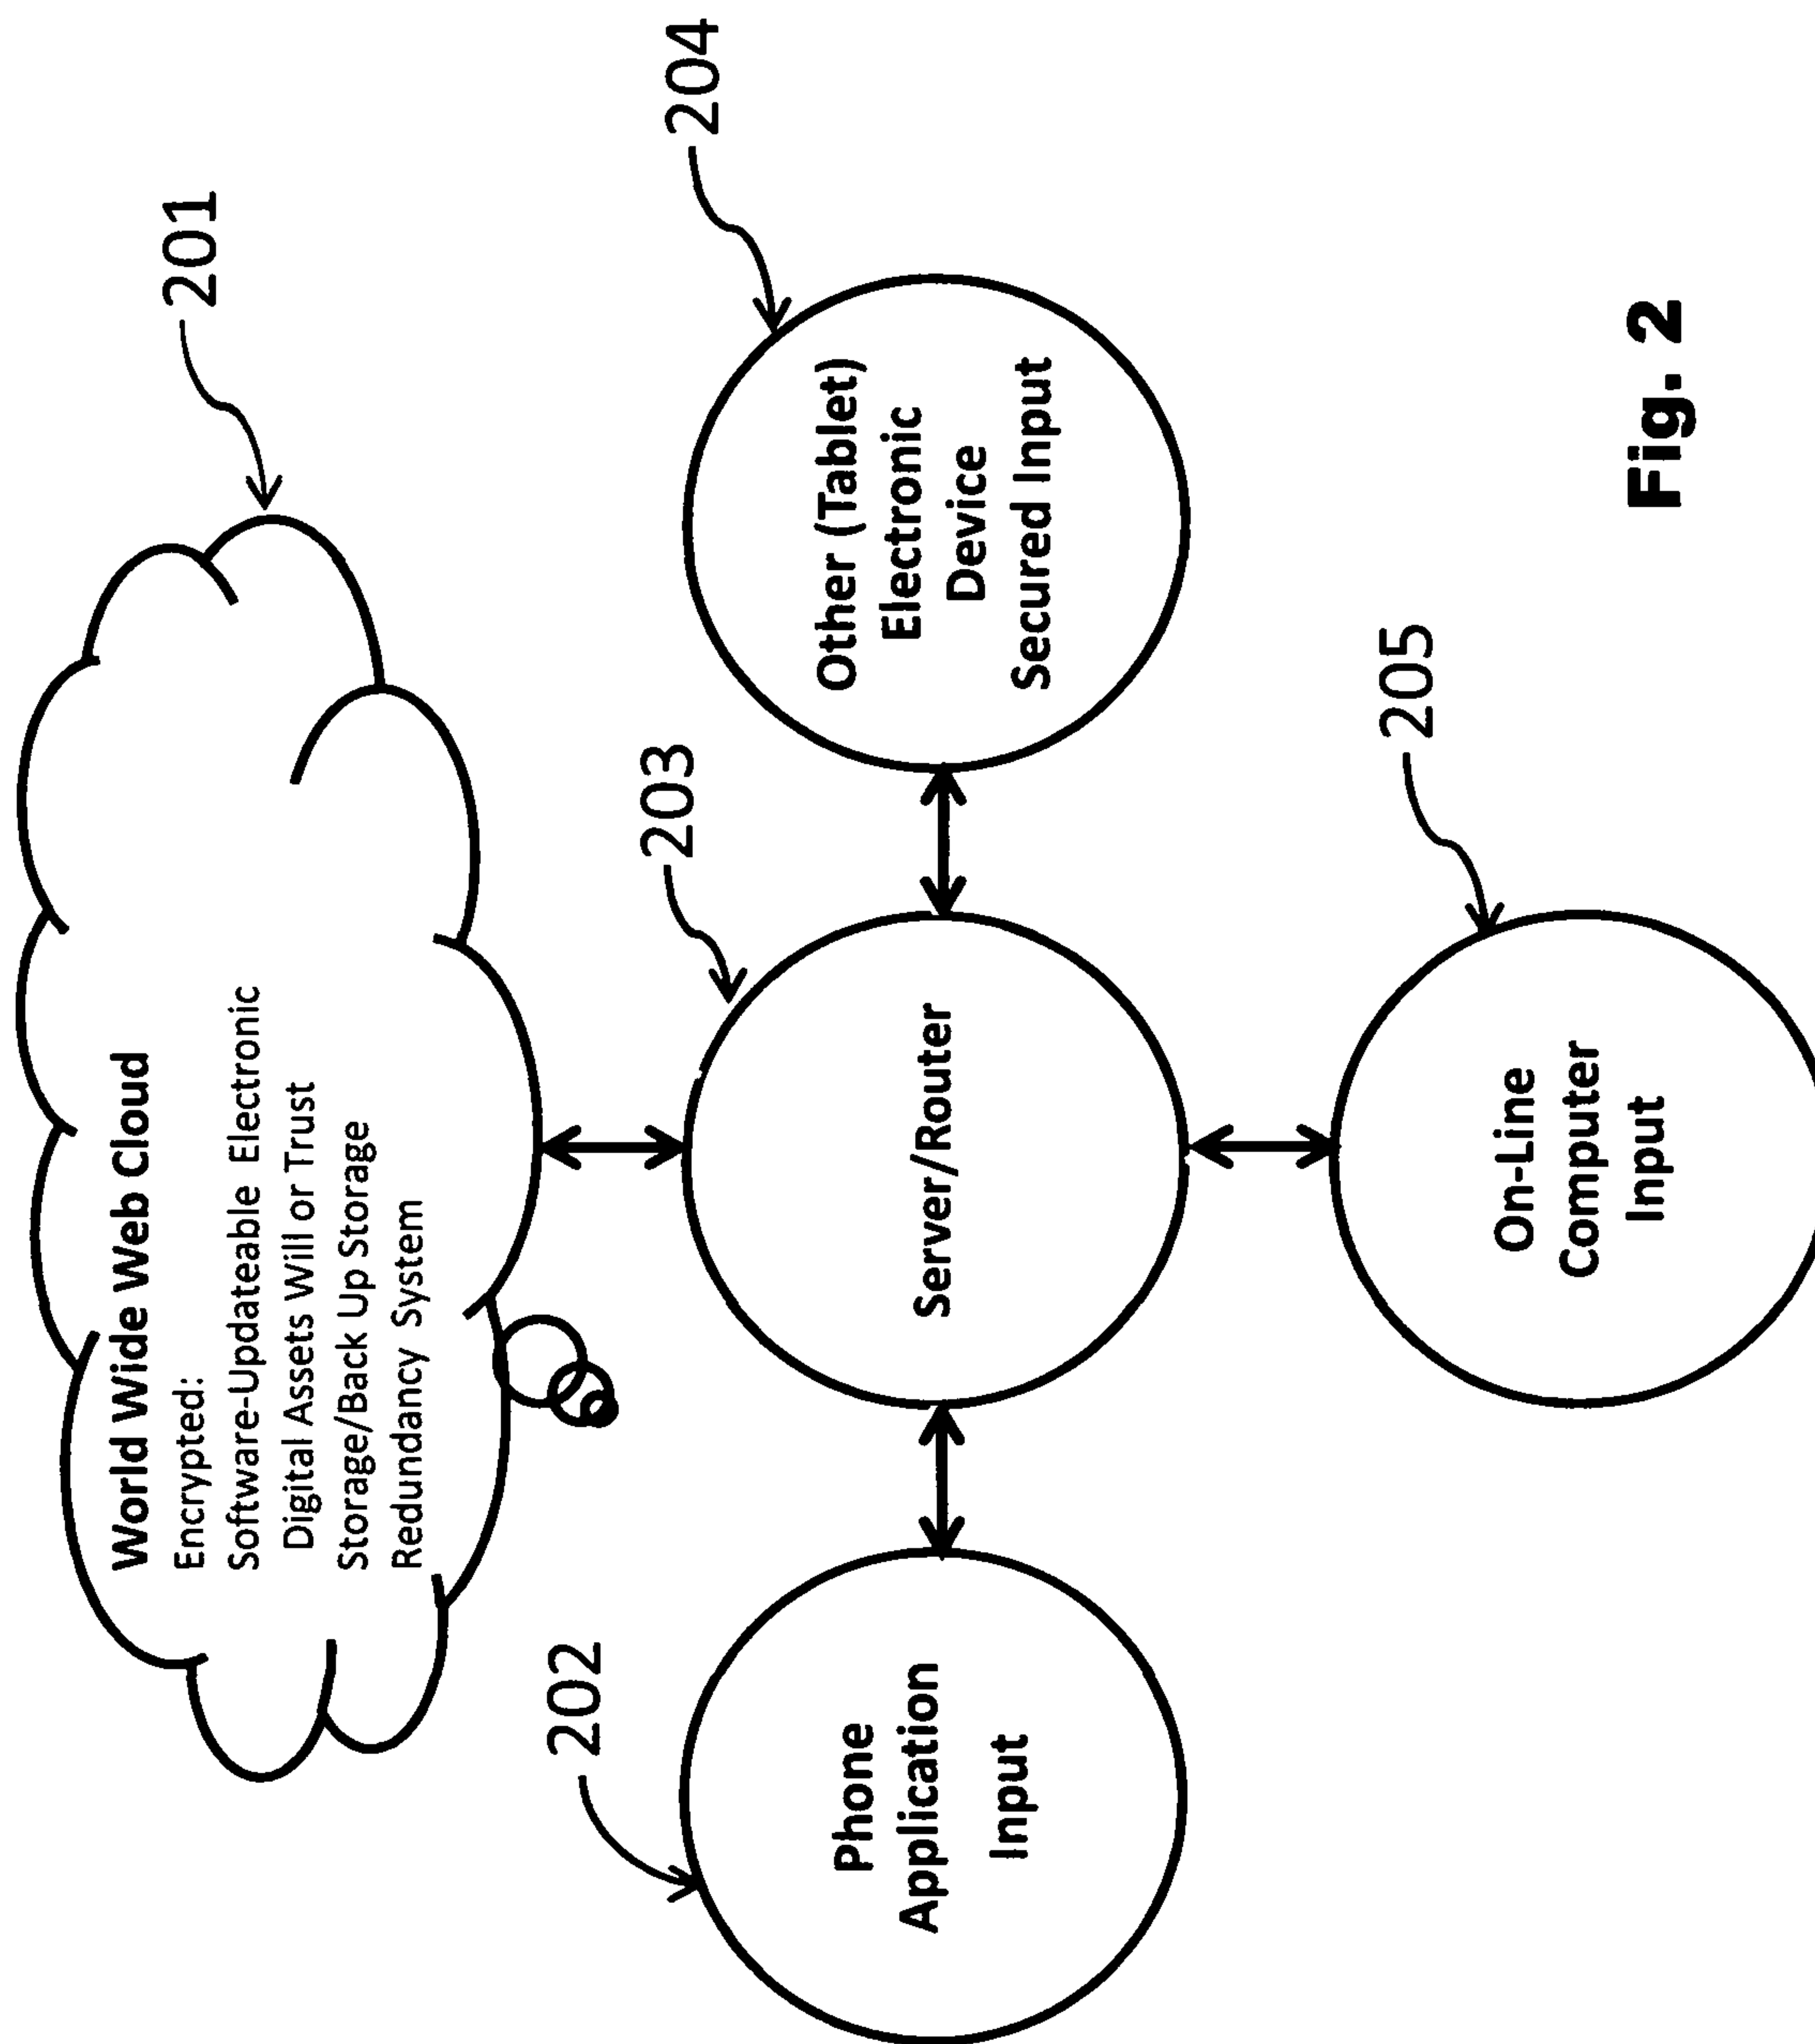 201
World Wide Web Cloud
Encrypted:
Software-Updateable Electronic
Digital Assets Will or Trust
Storage/Back Up Storage
Redundancy System
202
Phone
Application
Input
203
Server/Router
204
Other (Tablet)
Electronic
Device
Secured Input
205
On-Line
Computer
Input
Fig. 2